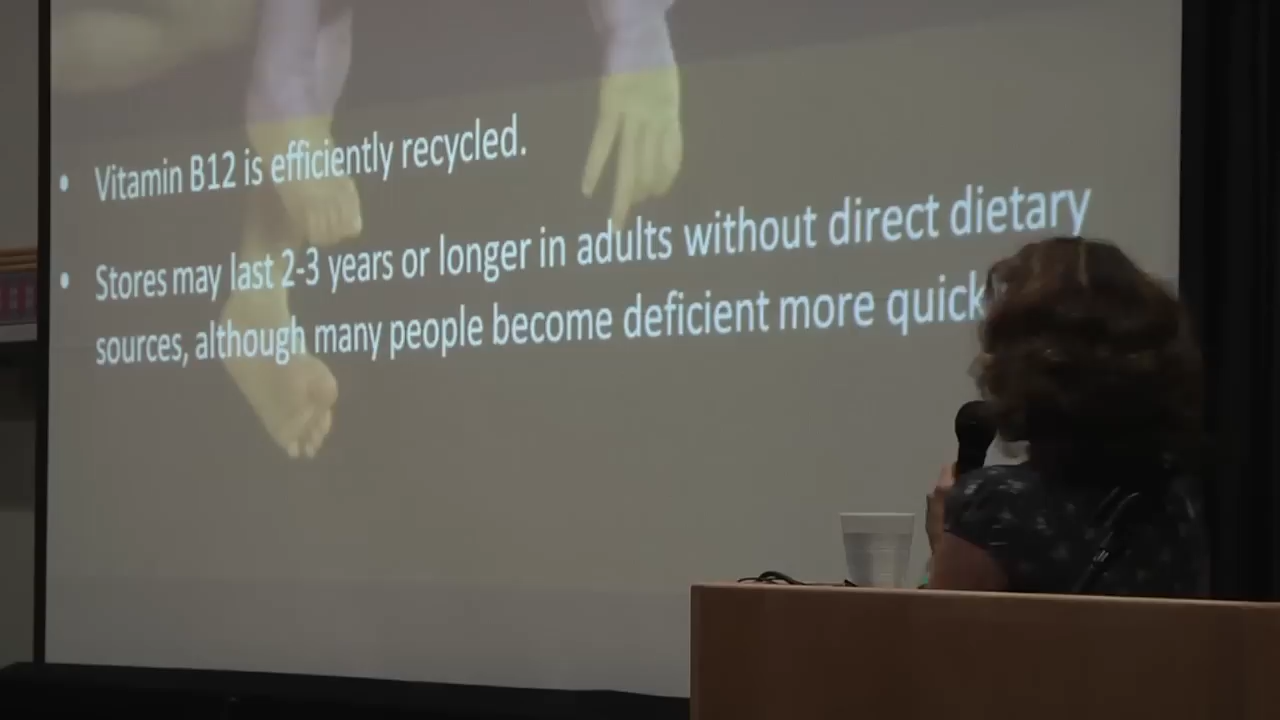 • Vitamin B12 is efficiently recycled.
• Stores may last 2-3 years or longer in adults without direct dietary
sources, although many people become deficient more